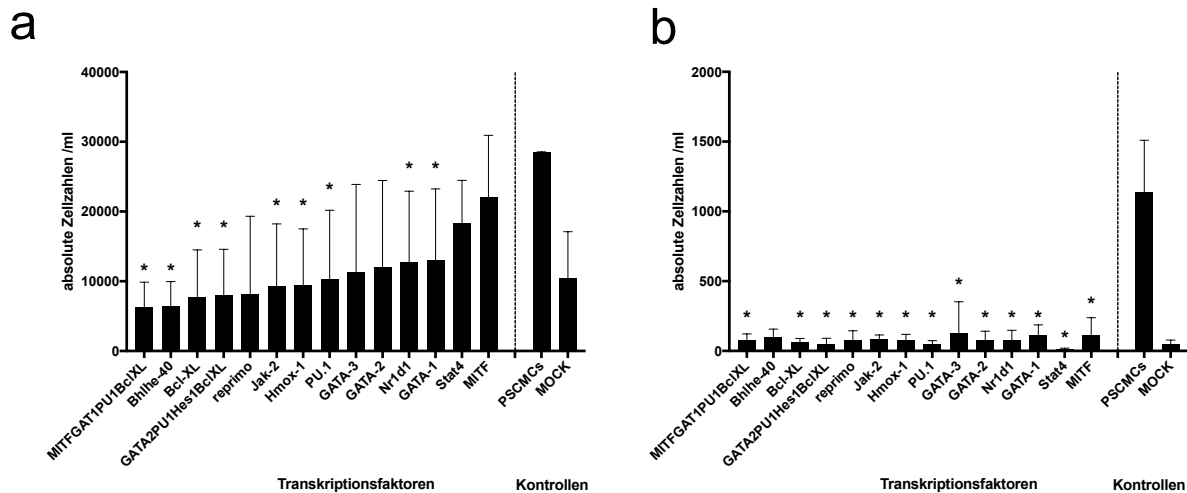 a
absolute Zellzahlen /ml
40000
30000
20000
10000
0
* * * * * * * * *
MITFGAT1PU1BclXL
Bhlhe-40
Bcl-XL
GATA2PU1Hes1BclXL
reprimo
Jak-2
Hmox-1
PU.1
GATA-3
GATA-2
Nr1d1
GATA-1
Stat4
MITF
PSCMCs
MOCK
Transkriptionsfaktoren
Kontrollen
b
absolute Zellzahlen /ml
2000
1500
1000
500
0
* * * * * * * * * * * * *
MITFGAT1PU1BclXL
Bhlhe-40
Bcl-XL
GATA2PU1Hes1BclXL
reprimo
Jak-2
Hmox-1
PU.1
GATA-3
GATA-2
Nr1d1
GATA-1
Stat4
MITF
PSCMCs
MOCK
Transkriptionsfaktoren
Kontrollen